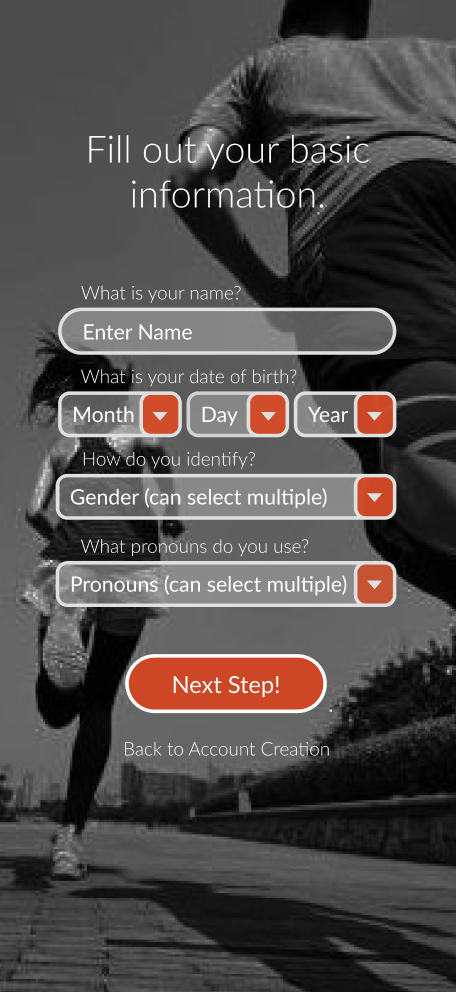 Fill out your basic
information.
What is your name?
Enter Name
What is your date of birth?
Month Day Year
How do you identify?
Gender (can select multiple)
What pronouns do you use?
Pronouns (can select multiple)
Next Step!
Back to Account Creation